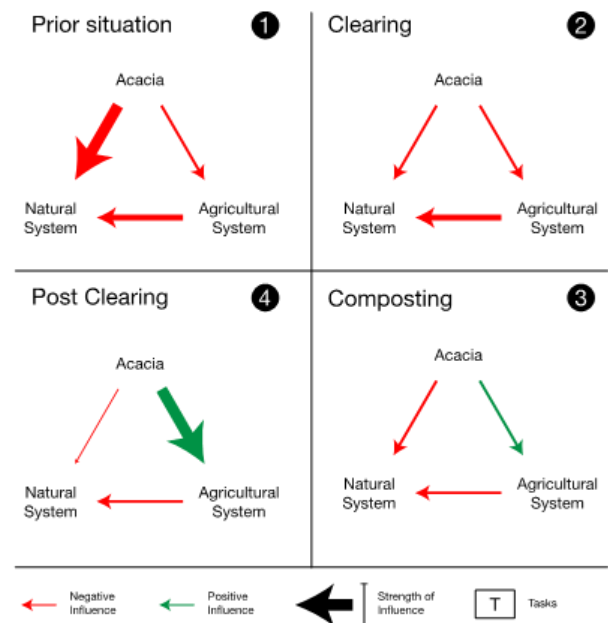 Prior situation
1
Acacia
Natural
System
Agricultural
System
Clearing
2
Acacia
Natural
System
Agricultural
System
Post Clearing
4
Acacia
Natural
System
Agricultural
System
Composting
3
Acacia
Natural
System
Agricultural
System
Negative
Influence
Positive
Influence
Strength of
Influence
T
Tasks